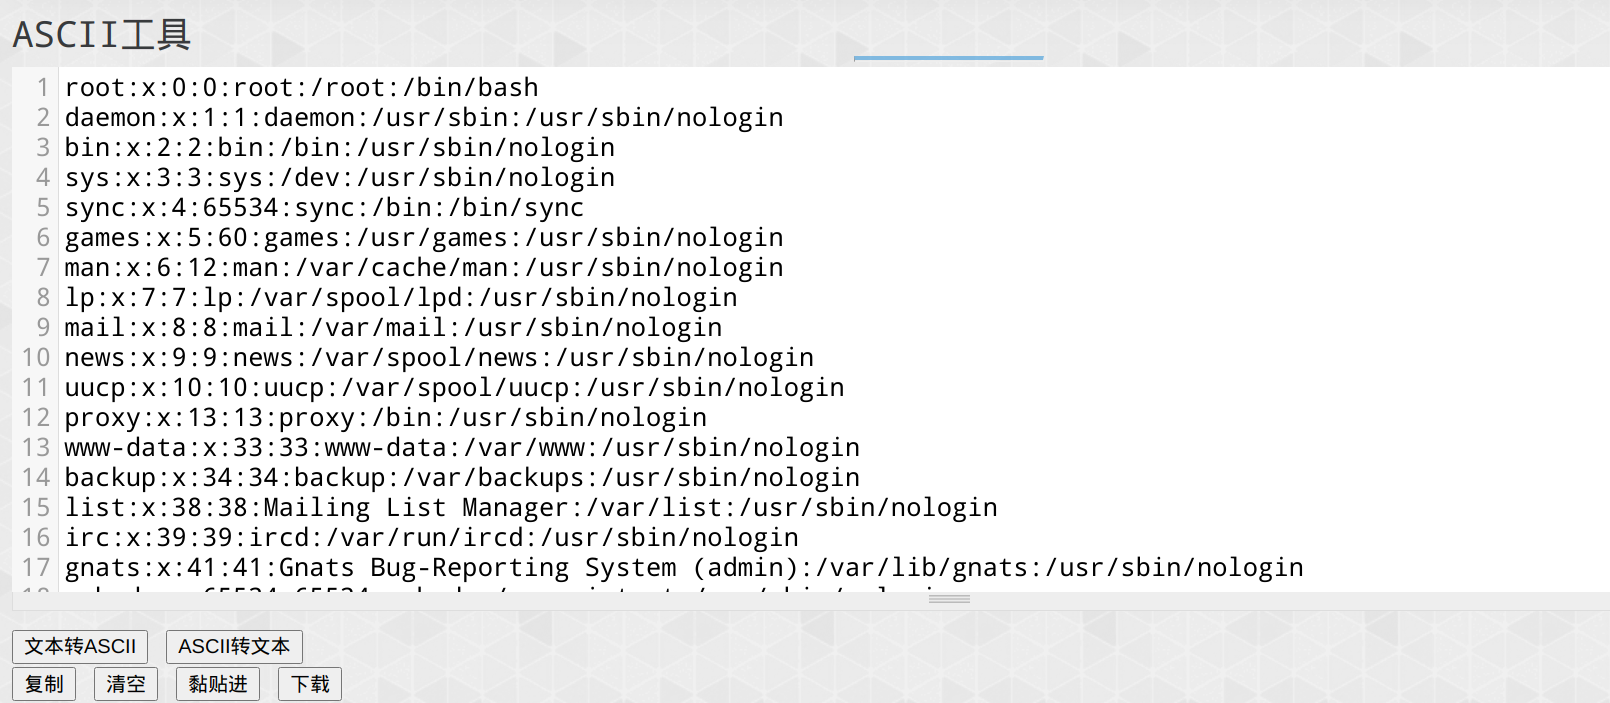 ASCII工具
1 root:x:0:0:root:/root:/bin/bash
2 daemon:x:1:1:daemon:/usr/sbin:/usr/sbin/nologin
3 bin:x:2:2:bin:/bin:/usr/sbin/nologin
4 sys:x:3:3:sys:/dev:/usr/sbin/nologin
5 sync:x:4:65534:sync:/bin:/bin/sync
6 games:x:5:60:games:/usr/games:/usr/sbin/nologin
7 man:x:6:12:man:/var/cache/man:/usr/sbin/nologin
8 lp:x:7:7:lp:/var/spool/lpd:/usr/sbin/nologin
9 mail:x:8:8:mail:/var/mail:/usr/sbin/nologin
10 news:x:9:9:news:/var/spool/news:/usr/sbin/nologin
11 uucp:x:10:10:uucp:/var/spool/uucp:/usr/sbin/nologin
12 proxy:x:13:13:proxy:/bin:/usr/sbin/nologin
13 www-data:x:33:33:www-data:/var/www:/usr/sbin/nologin
14 backup:x:34:34:backup:/var/backups:/usr/sbin/nologin
15 list:x:38:38:Mailing List Manager:/var/list:/usr/sbin/nologin
16 irc:x:39:39:ircd:/var/run/ircd:/usr/sbin/nologin
17 gnats:x:41:41:Gnats Bug-Reporting System (admin):/var/lib/gnats:/usr/sbin/nologin
文本转ASCII ASCII转文本
复制 清空 黏贴进 下载